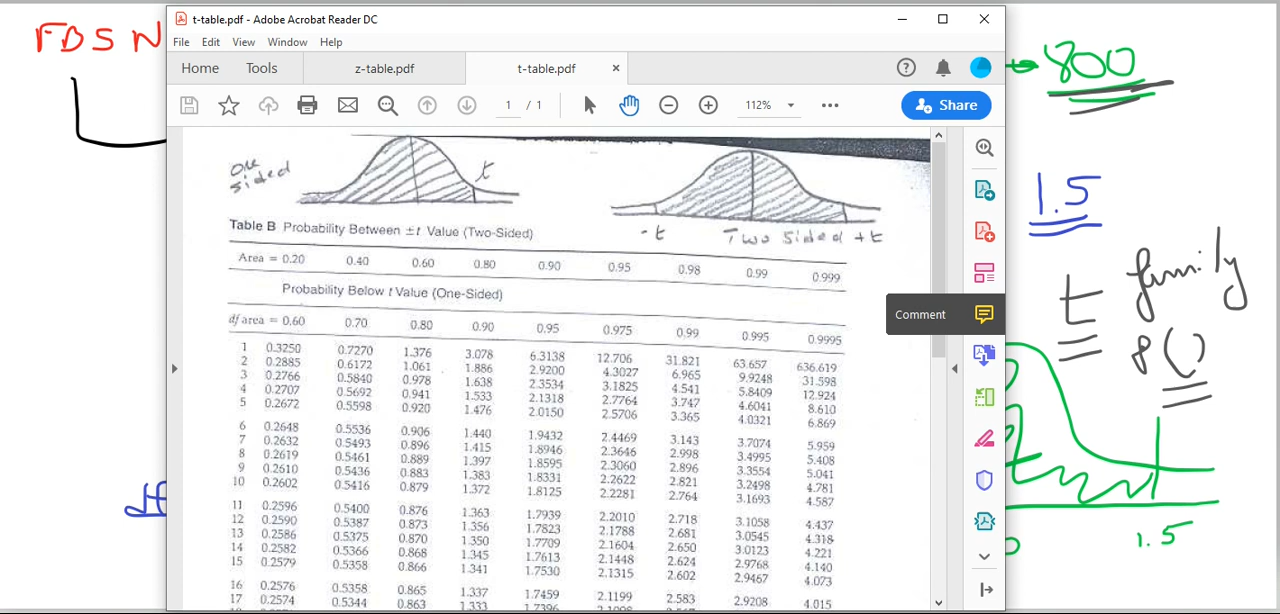 FBS N
t-table.pdf - Adobe Acrobat Reader DC
File Edit View Window Help
Home Tools z-table.pdf t-table.pdf ×
1 / 1 112% Share
800
one sided
t
-t Two sided +t
Table B Probability Between ±t Value (Two-Sided)
Area = 0.20 0.40 0.60 0.80 0.90 0.95 0.98 0.99 0.999
Probability Below t Value (One-Sided)
df area = 0.60 0.70 0.80 0.90 0.95 0.975 0.99 0.995 0.9995
1 0.3250 0.7270 1.376 3.078 6.3138 12.706 31.821 63.657 636.619
2 0.2885 0.6172 1.061 1.886 2.9200 4.3027 6.965 9.9248 31.598
3 0.2766 0.5840 0.978 1.638 2.3534 3.1825 4.541 5.8409 12.924
4 0.2707 0.5692 0.941 1.533 2.1318 2.7764 3.747 4.6041 8.610
5 0.2672 0.5598 0.920 1.476 2.0150 2.5706 3.365 4.0321 6.869
6 0.2648 0.5536 0.906 1.440 1.9432 2.4469 3.143 3.7074 5.959
7 0.2632 0.5493 0.896 1.415 1.8946 2.3646 2.998 3.4995 5.408
8 0.2619 0.5461 0.889 1.397 1.8595 2.3060 2.896 3.3554 5.041
9 0.2610 0.5436 0.883 1.383 1.8331 2.2622 2.821 3.2498 4.781
10 0.2602 0.5416 0.879 1.372 1.8125 2.2281 2.764 3.1693 4.587
11 0.2596 0.5400 0.876 1.363 1.7939 2.2010 2.718 3.1058 4.437
12 0.2590 0.5387 0.873 1.356 1.7823 2.1788 2.681 3.0545 4.318
13 0.2586 0.5375 0.870 1.350 1.7709 2.1604 2.650 3.0123 4.221
14 0.2582 0.5366 0.868 1.345 1.7613 2.1448 2.624 2.9768 4.140
15 0.2579 0.5358 0.866 1.341 1.7530 2.1315 2.602 2.9467 4.073
16 0.2576 0.5358 0.865 1.337 1.7459 2.1199 2.583 2.9208 4.015
17 0.2574 0.5344 0.863 1.333 1.7396
Comment
1.5
t family
8 ( )
1.5